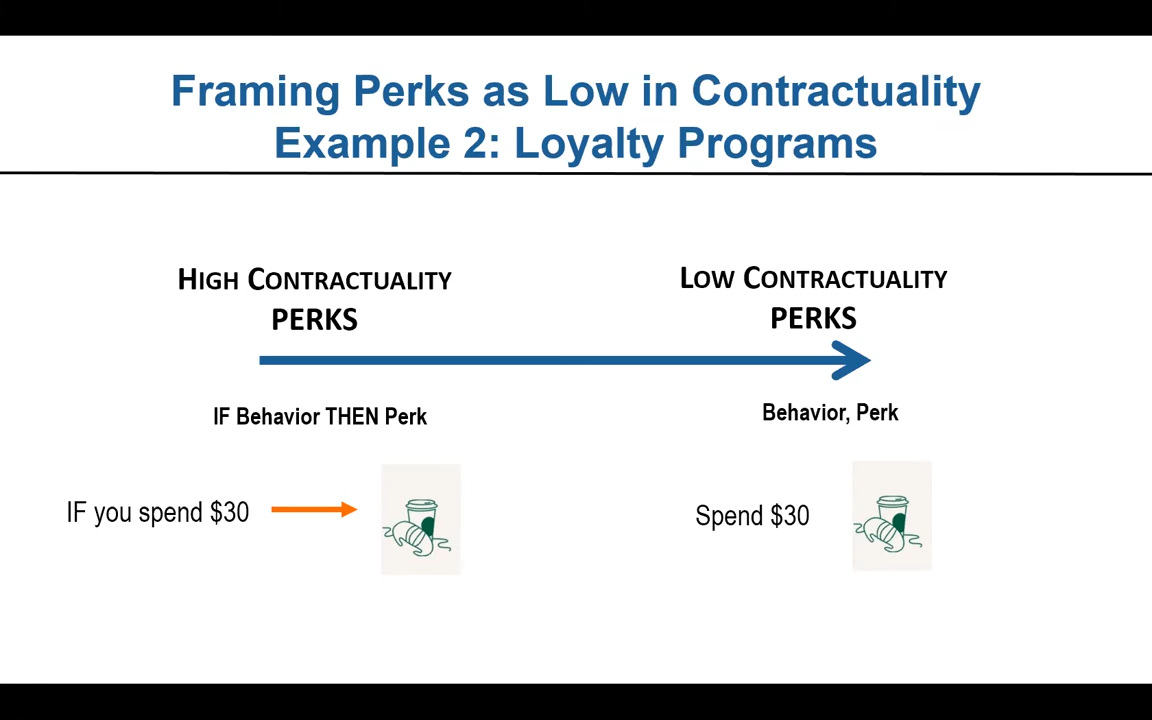 Framing Perks as Low in Contractuality
Example 2: Loyalty Programs
HIGH CONTRACTUALITY
PERKS
LOW CONTRACTUALITY
PERKS
IF Behavior THEN Perk
Behavior, Perk
IF you spend $30
Spend $30